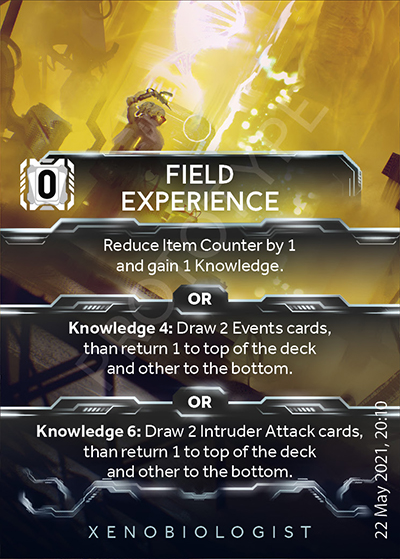 0
FIELD
EXPERIENCE
Reduce Item Counter by 1
and gain 1 Knowledge.
OR
Knowledge 4: Draw 2 Events cards,
than return 1 to top of the deck
and other to the bottom.
OR
Knowledge 6: Draw 2 Intruder Attack cards,
than return 1 to top of the deck
and other to the bottom.
XENOBIOLOGIST
22 May 2021, 20:10
PROTOTYPE